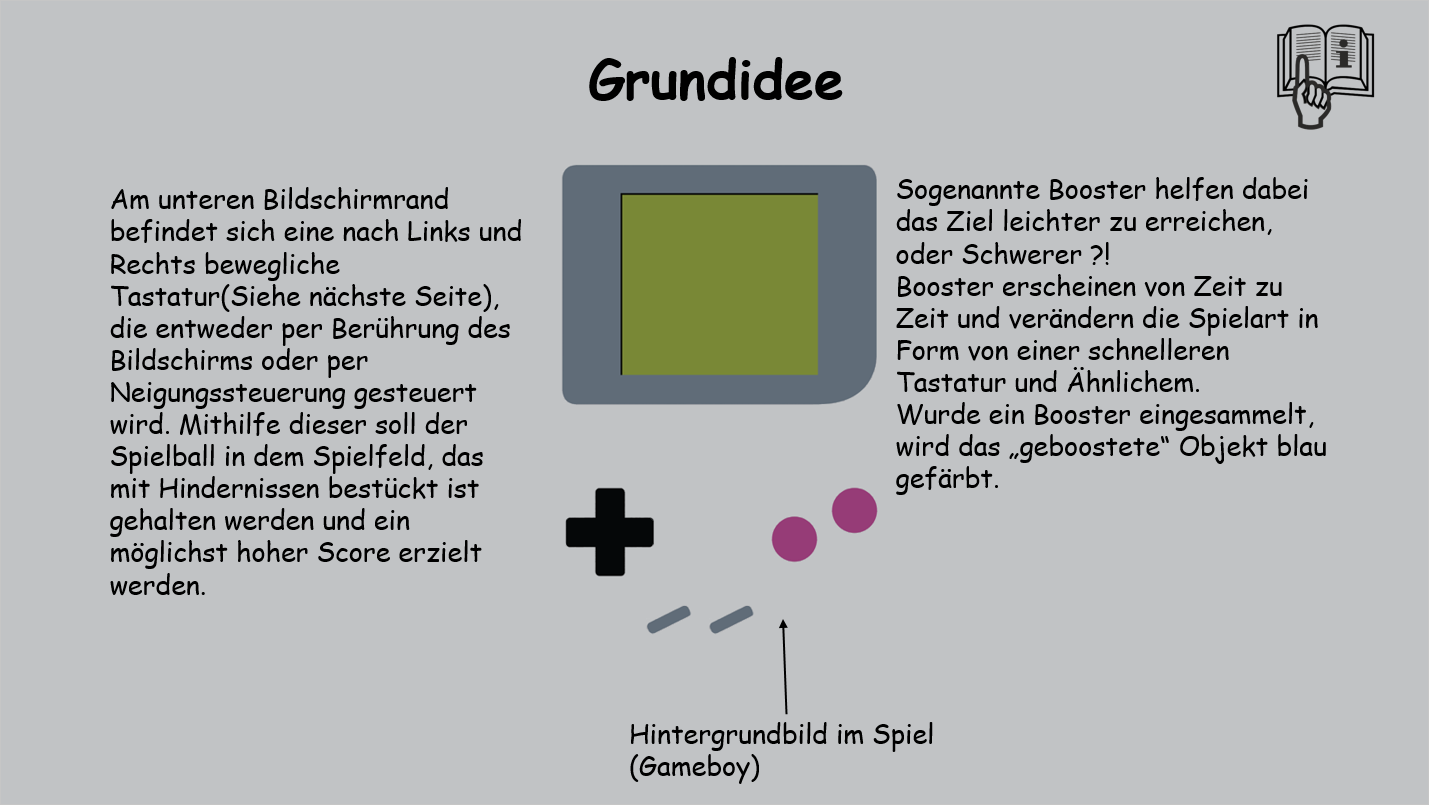 Grundidee
Am unteren Bildschirmrand
befindet sich eine nach Links und
Rechts bewegliche
Tastatur(Siehe nächste Seite),
die entweder per Berührung des
Bildschirms oder per
Neigungssteuerung gesteuert
wird. Mithilfe dieser soll der
Spielball in dem Spielfeld, das
mit Hindernissen bestückt ist
gehalten werden und ein
möglichst hoher Score erzielt
werden.
Sogenannte Booster helfen dabei
das Ziel leichter zu erreichen,
oder Schwerer ?!
Booster erscheinen von Zeit zu
Zeit und verändern die Spielart in
Form von einer schnelleren
Tastatur und Ähnlichem.
Wurde ein Booster eingesammelt,
wird das „geboostete“ Objekt blau
gefärbt.
Hintergrundbild im Spiel
(Gameboy)